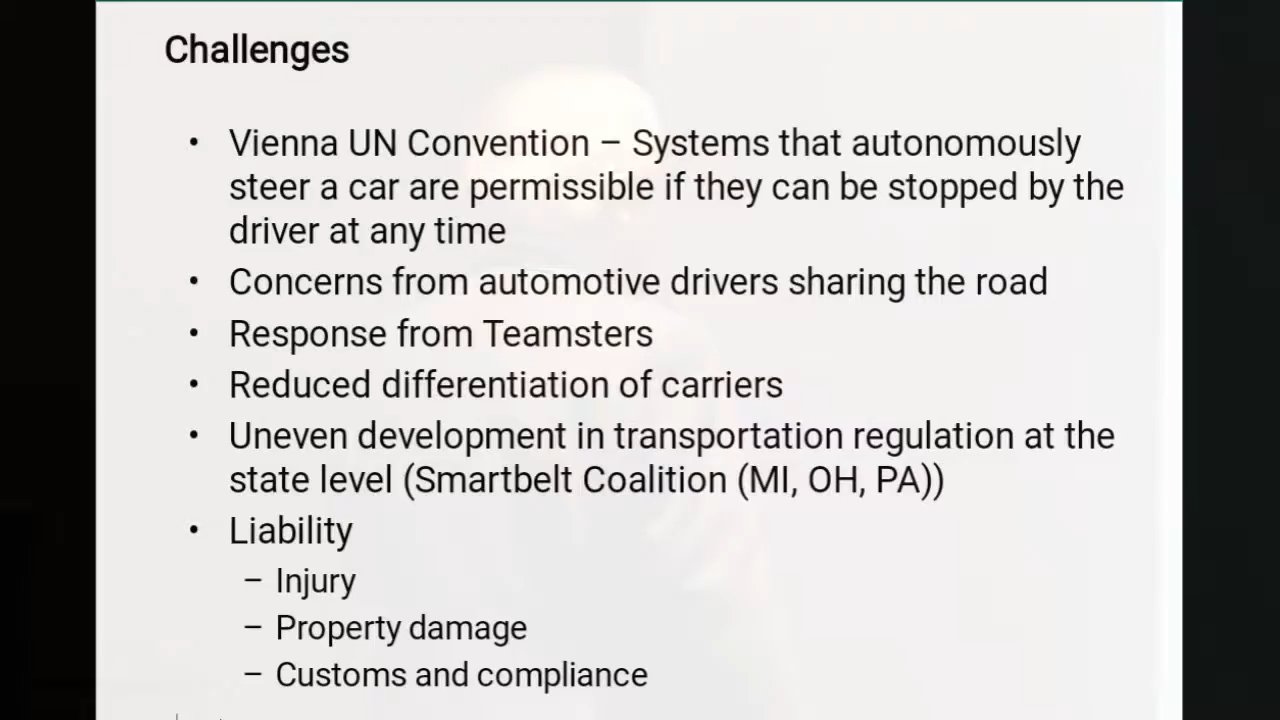 Challenges
• Vienna UN Convention – Systems that autonomously
steer a car are permissible if they can be stopped by the
driver at any time
• Concerns from automotive drivers sharing the road
• Response from Teamsters
• Reduced differentiation of carriers
• Uneven development in transportation regulation at the
state level (Smartbelt Coalition (MI, OH, PA))
• Liability
– Injury
– Property damage
– Customs and compliance